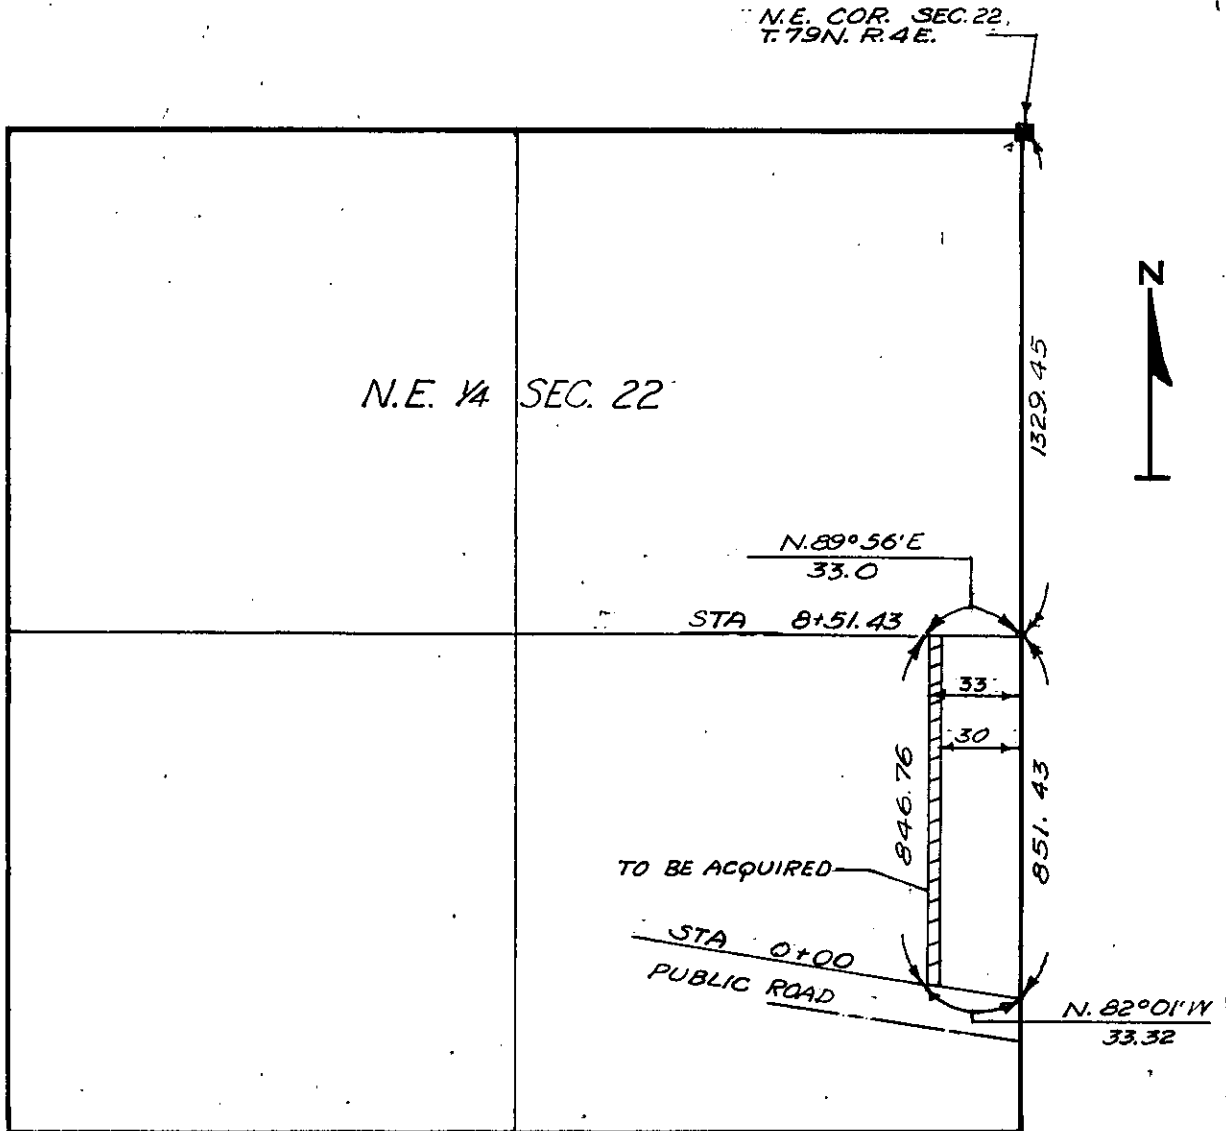 N.E. COR. SEC. 22,
T.79N. R.4E.
N
1329.45
N.E. 1/4 SEC. 22
N.89°56'E
33.0
STA 8+51.43
33
30
846.76
851.43
TO BE ACQUIRED
STA 0+00
PUBLIC ROAD
N. 82°01'W
33.32